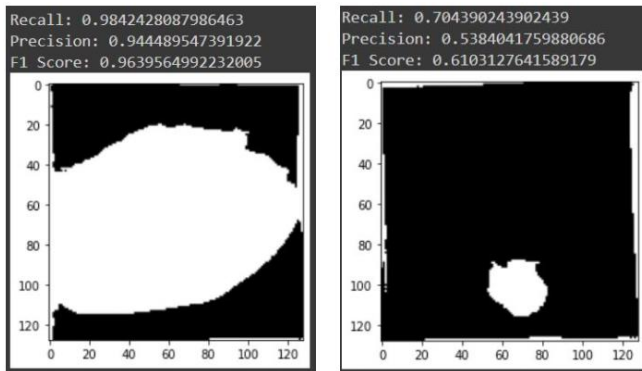 Recall: 0.9842428087986463
Precision: 0.944489547391922
F1 Score: 0.9639564992232005
0
20
40
60
80
100
120
0 20 40 60 80 100 120
Recall: 0.704390243902439
Precision: 0.5384041759880686
F1 Score: 0.6103127641589179
0
20
40
60
80
100
120
0 20 40 60 80 100 120